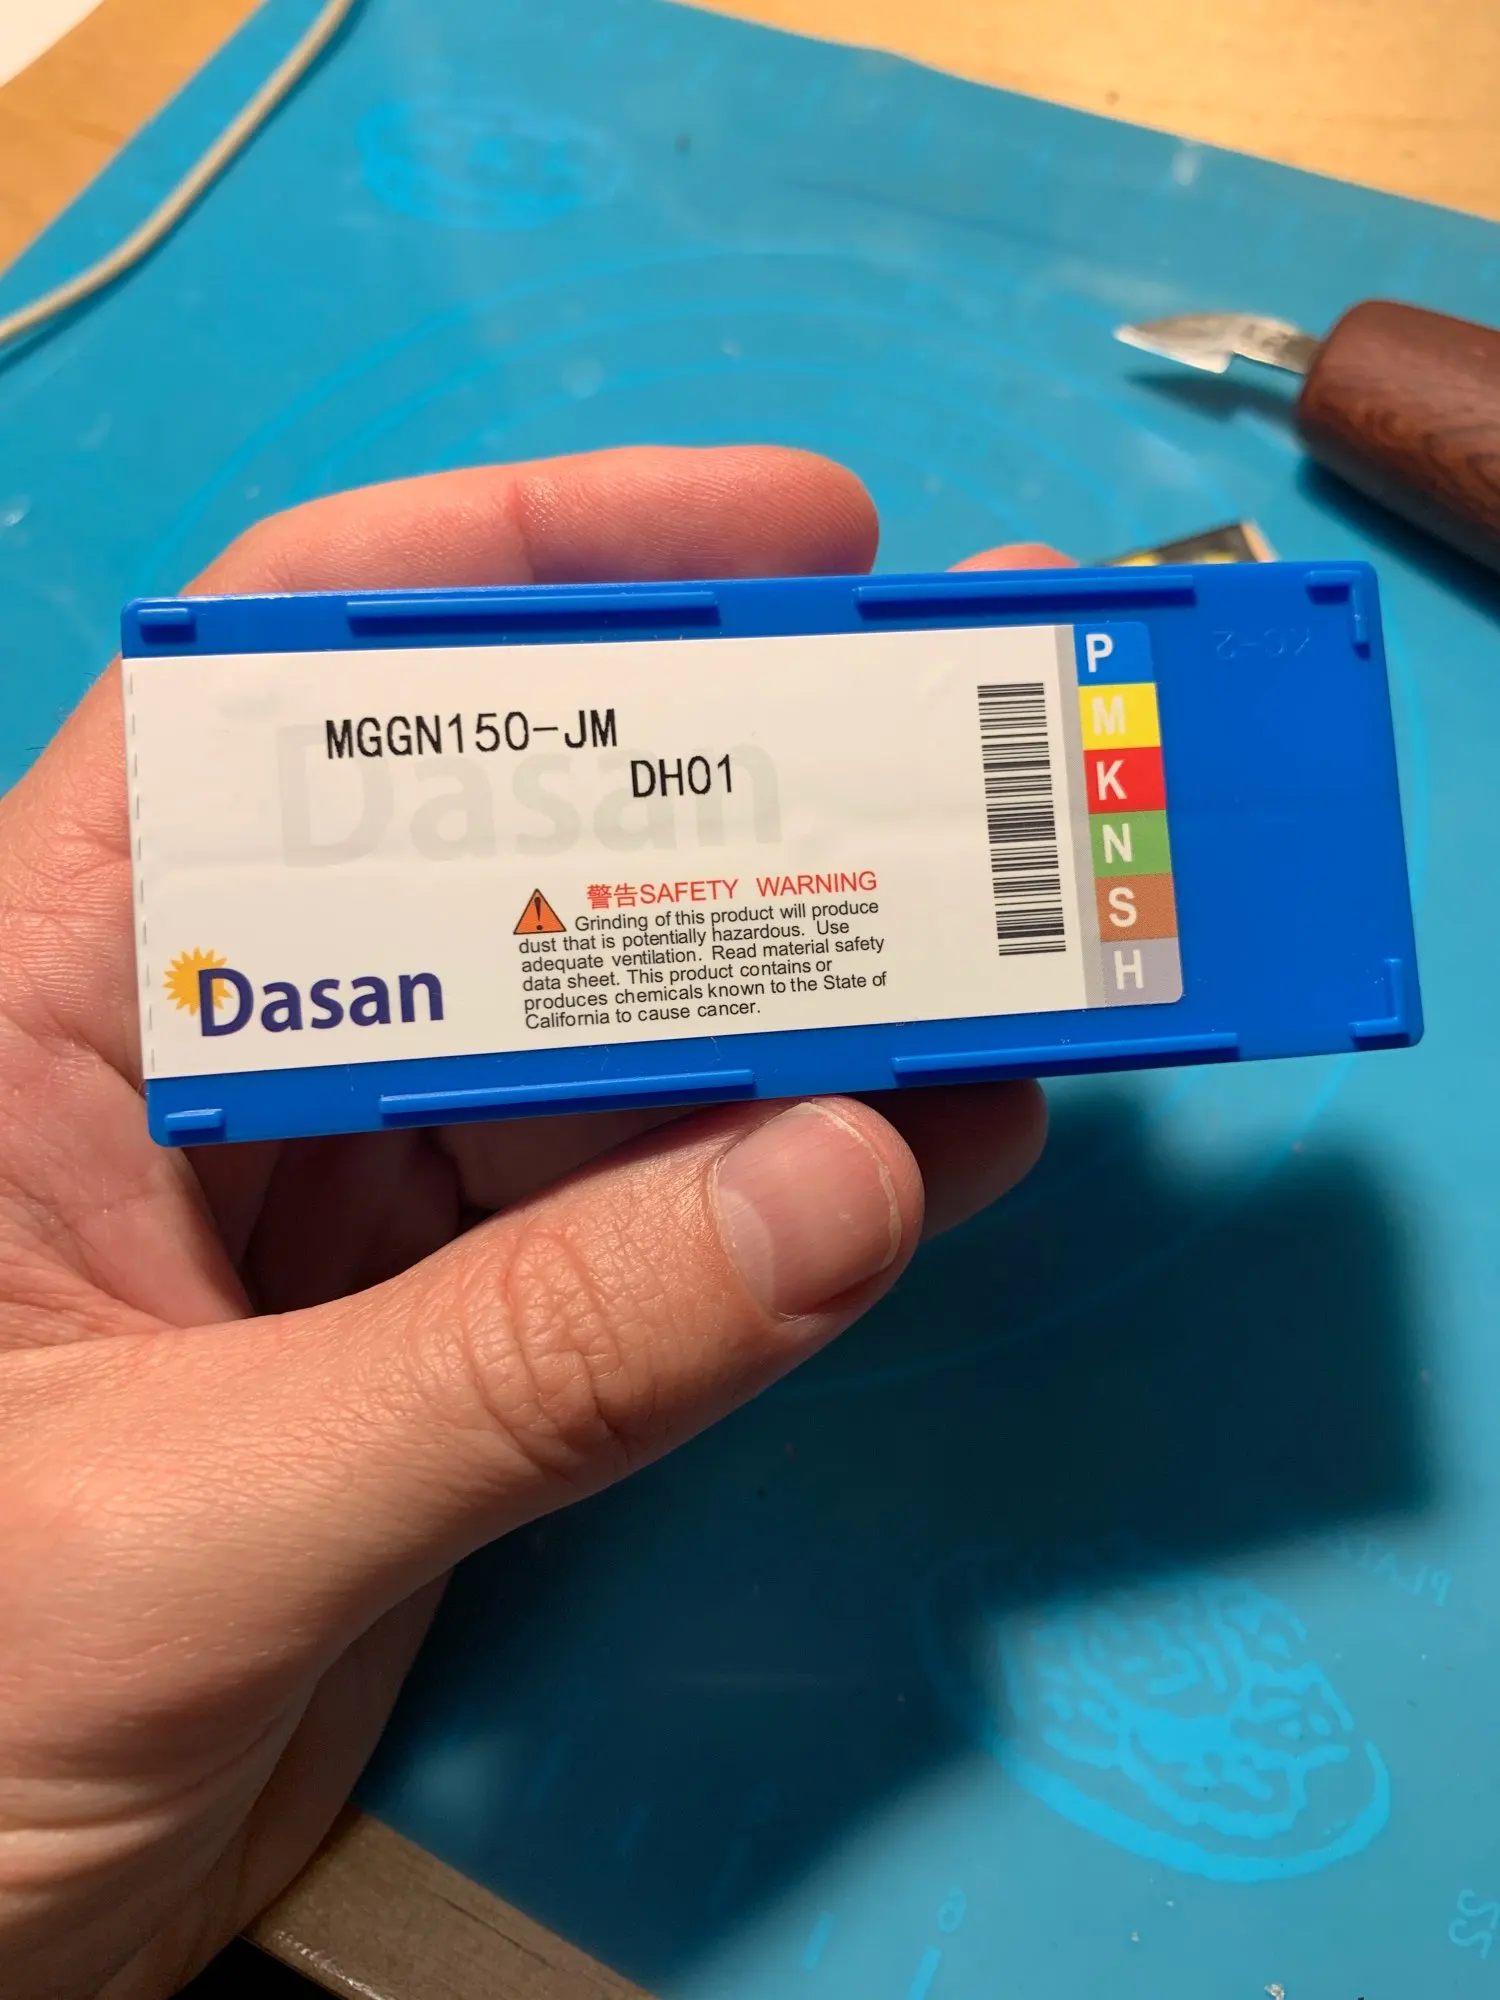 MGGN150-JM
DH01
Dasan
警告SAFETY WARNING
Grinding of this product will produce
dust that is potentially hazardous. Use
adequate ventilation. Read material safety
data sheet. This product contains or
produces chemicals known to the State of
California to cause cancer.
Dasan
P
M
K
N
S
H